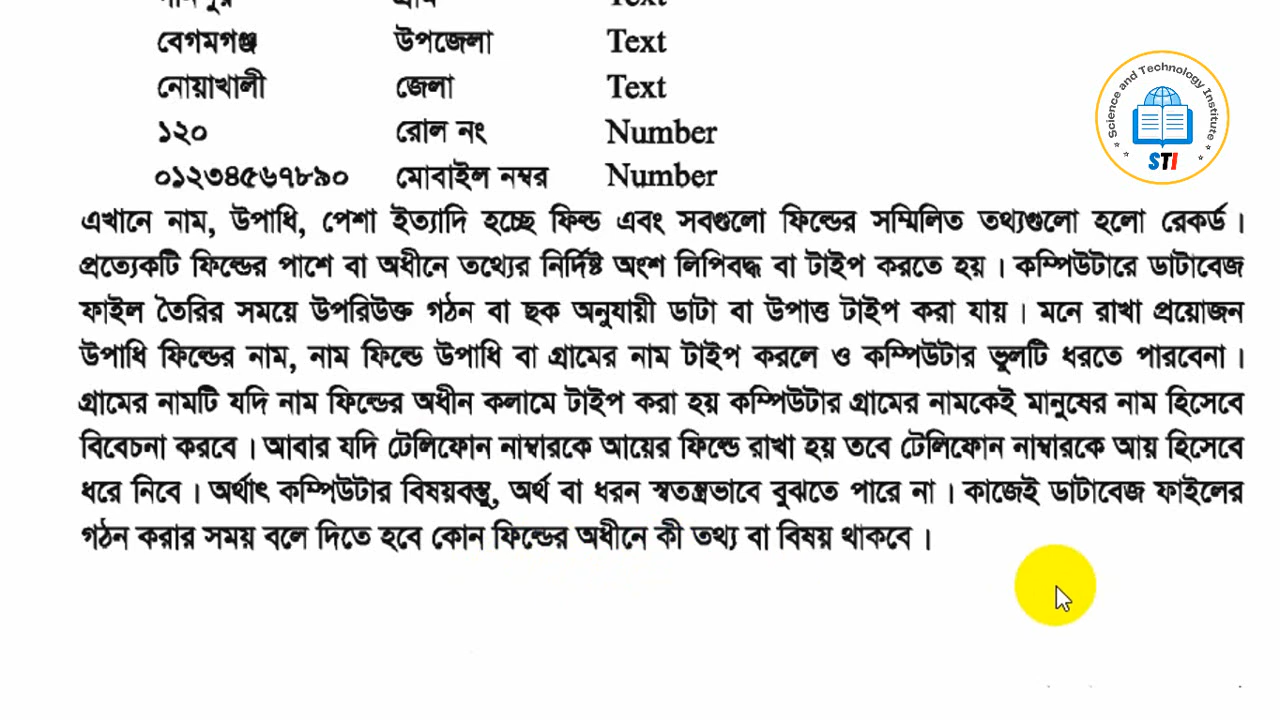 গ্রাম Text
বেগমগঞ্জ উপজেলা Text
নোয়াখালী জেলা Text
১২০ রোল নং Number
০১২৩৪৫৬৭৮৯০ মোবাইল নম্বর Number
এখানে নাম, উপাধি, পেশা ইত্যাদি হচ্ছে ফিল্ড এবং সবগুলো ফিল্ডের সম্মিলিত তথ্যগুলো হলো রেকর্ড।
প্রত্যেকটি ফিল্ডের পাশে বা অধীনে তথ্যের নির্দিষ্ট অংশ লিপিবদ্ধ বা টাইপ করতে হয়। কম্পিউটারে ডাটাবেজ
ফাইল তৈরির সময়ে উপরিউক্ত গঠন বা ছক অনুযায়ী ডাটা বা উপাত্ত টাইপ করা যায়। মনে রাখা প্রয়োজন
উপাধি ফিল্ডের নাম, নাম ফিল্ডে উপাধি বা গ্রামের নাম টাইপ করলে ও কম্পিউটার ভুলটি ধরতে পারবেনা।
গ্রামের নামটি যদি নাম ফিল্ডের অধীন কলামে টাইপ করা হয় কম্পিউটার গ্রামের নামকেই মানুষের নাম হিসেবে
বিবেচনা করবে। আবার যদি টেলিফোন নাম্বারকে আয়ের ফিল্ডে রাখা হয় তবে টেলিফোন নাম্বারকে আয় হিসেবে
ধরে নিবে। অর্থাৎ কম্পিউটার বিষয়বস্তু, অর্থ বা ধরন স্বতন্ত্রভাবে বুঝতে পারে না। কাজেই ডাটাবেজ ফাইলের
গঠন করার সময় বলে দিতে হবে কোন ফিল্ডের অধীনে কী তথ্য বা বিষয় থাকবে।
Science and Technology Institute
STI